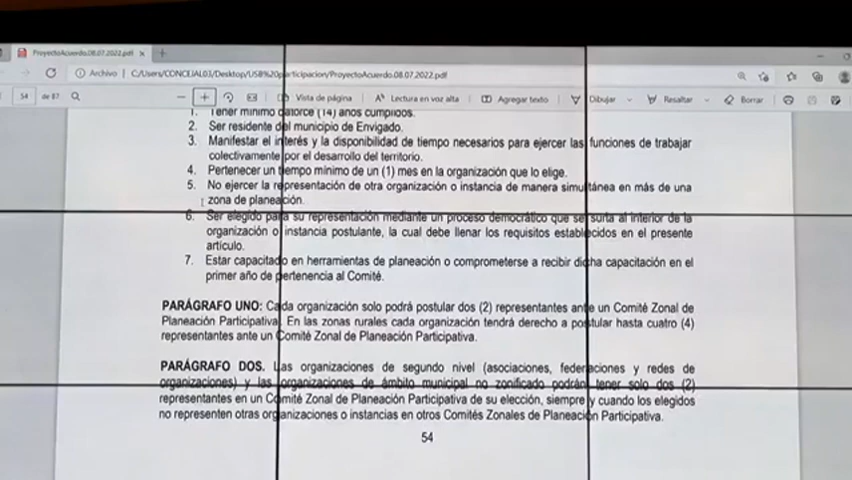 ProyectoAcuerdo.08.07.2022.pdf
Archivo | C:/Users/CONCEJAL03/Desktop/USB%20participacion/ProyectoAcuerdo.08.07.2022.pdf
54 de 87 Vista de página Lectura en voz alta Agregar texto Dibujar Resaltar Borrar
1. Tener mínimo catorce (14) años cumplidos.
2. Ser residente del municipio de Envigado.
3. Manifestar el interés y la disponibilidad de tiempo necesarios para ejercer las funciones de trabajar
colectivamente por el desarrollo del territorio.
4. Pertenecer un tiempo mínimo de un (1) mes en la organización que lo elige.
5. No ejercer la representación de otra organización o instancia de manera simultánea en más de una
zona de planeación.
6. Ser elegido para su representación mediante un proceso democrático que se surta al interior de la
organización o instancia postulante, la cual debe llenar los requisitos establecidos en el presente
artículo.
7. Estar capacitado en herramientas de planeación o comprometerse a recibir dicha capacitación en el
primer año de pertenencia al Comité.
PARÁGRAFO UNO: Cada organización solo podrá postular dos (2) representantes ante un Comité Zonal de
Planeación Participativa. En las zonas rurales cada organización tendrá derecho a postular hasta cuatro (4)
representantes ante un Comité Zonal de Planeación Participativa.
PARÁGRAFO DOS. Las organizaciones de segundo nivel (asociaciones, federaciones y redes de
organizaciones) y las organizaciones de ámbito municipal no zonificado podrán tener solo dos (2)
representantes en un Comité Zonal de Planeación Participativa de su elección, siempre y cuando los elegidos
no representen otras organizaciones o instancias en otros Comités Zonales de Planeación Participativa.
54